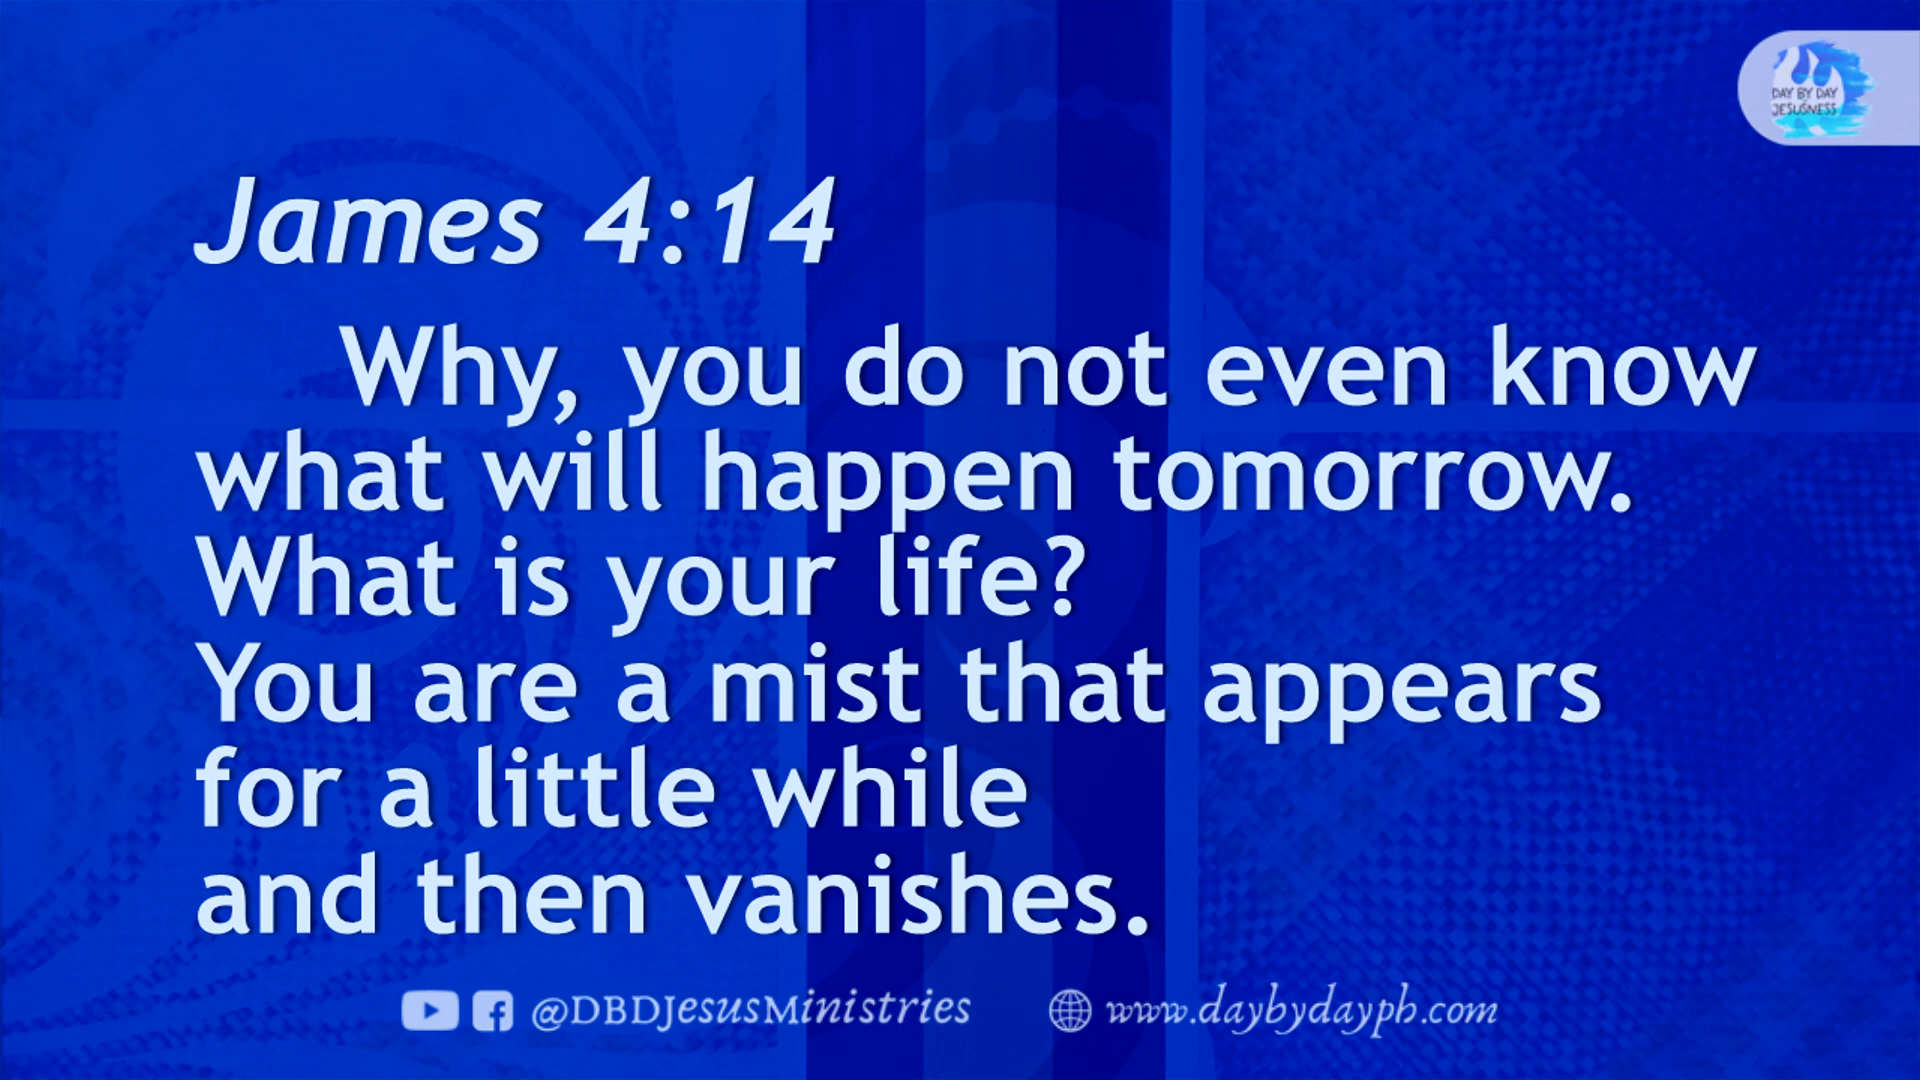 DAY BY DAY
JESUSNESS
James 4:14
Why, you do not even know
what will happen tomorrow.
What is your life?
You are a mist that appears
for a little while
and then vanishes.
@DBDJesusMinistries www.daybydayph.com